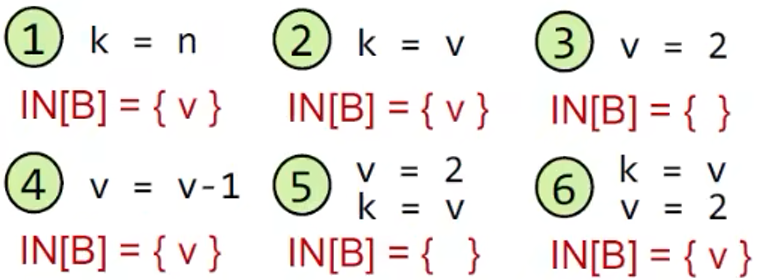 1 k = n
IN[B] = { v }
2 k = v
IN[B] = { v }
3 v = 2
IN[B] = { }
4 v = v-1
IN[B] = { v }
5 v = 2
k = v
IN[B] = { }
6 k = v
v = 2
IN[B] = { v }